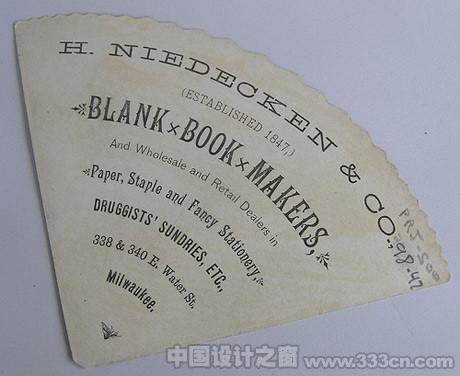 H. NIEDECKEN & CO.,
(ESTABLISHED 1847,)
BLANK × BOOK × MAKERS,
And Wholesale and Retail Dealers in
Paper, Staple and Fancy Stationery,
DRUGGISTS' SUNDRIES, ETC.,
338 & 340 E. Water St.
Milwaukee.
中国设计之窗
www.333cn.com